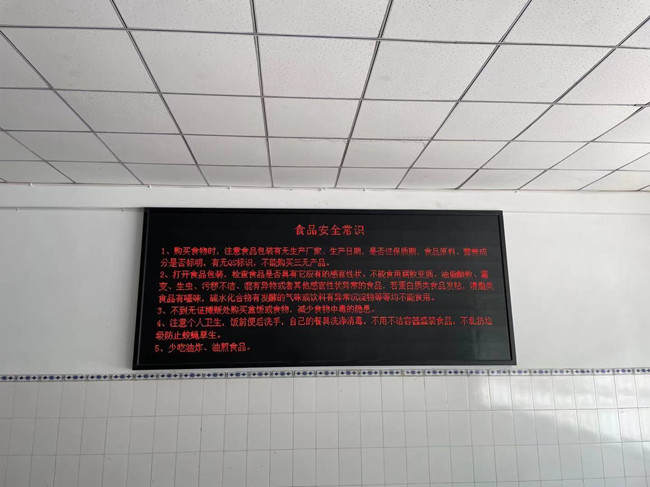 食品安全常识
1、购买食物时，注意食品包装有无生产厂家、生产日期，是否过保质期，食品原料、营养成
分是否标明，有无QS标识，不能购买三无产品。
2、打开食品包装，检查食品是否具有它应有的感官性状。不能食用腐败变质、油脂酸败、霉
变、生虫、污秽不洁、混有异物或者其他感官性状异常的食品，若蛋白质类食品发粘，渍脂类
食品有嚎味，碳水化合物有发酵的气味或饮料有异常沉淀物等等均不能食用。
3、不到无证摊贩处购买盒饭或食物，减少食物中毒的隐患。
4、注意个人卫生，饭前便后洗手，自己的餐具洗净消毒，不用不洁容器盛装食品，不乱扔垃
圾防止蚊蝇孳生。
5、少吃油炸、油煎食品。